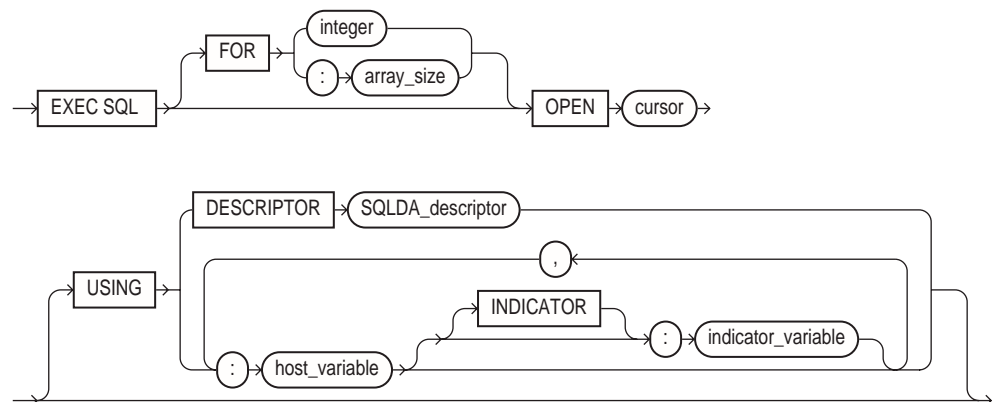 integer
FOR
: array_size
EXEC SQL
OPEN cursor
DESCRIPTOR SQLDA_descriptor
,
USING
INDICATOR
: host_variable
: indicator_variable